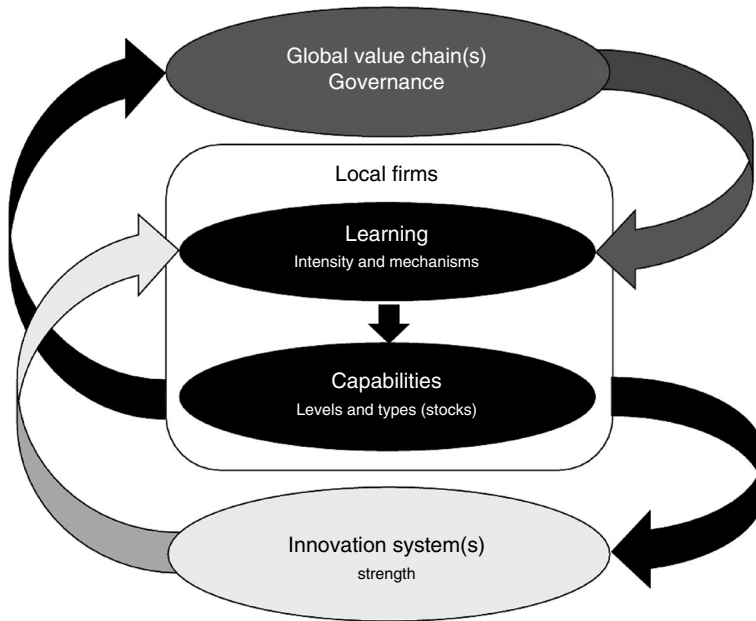 Global value chain(s)
Governance
Local firms
Learning
Intensity and mechanisms
Capabilities
Levels and types (stocks)
Innovation system(s)
strength